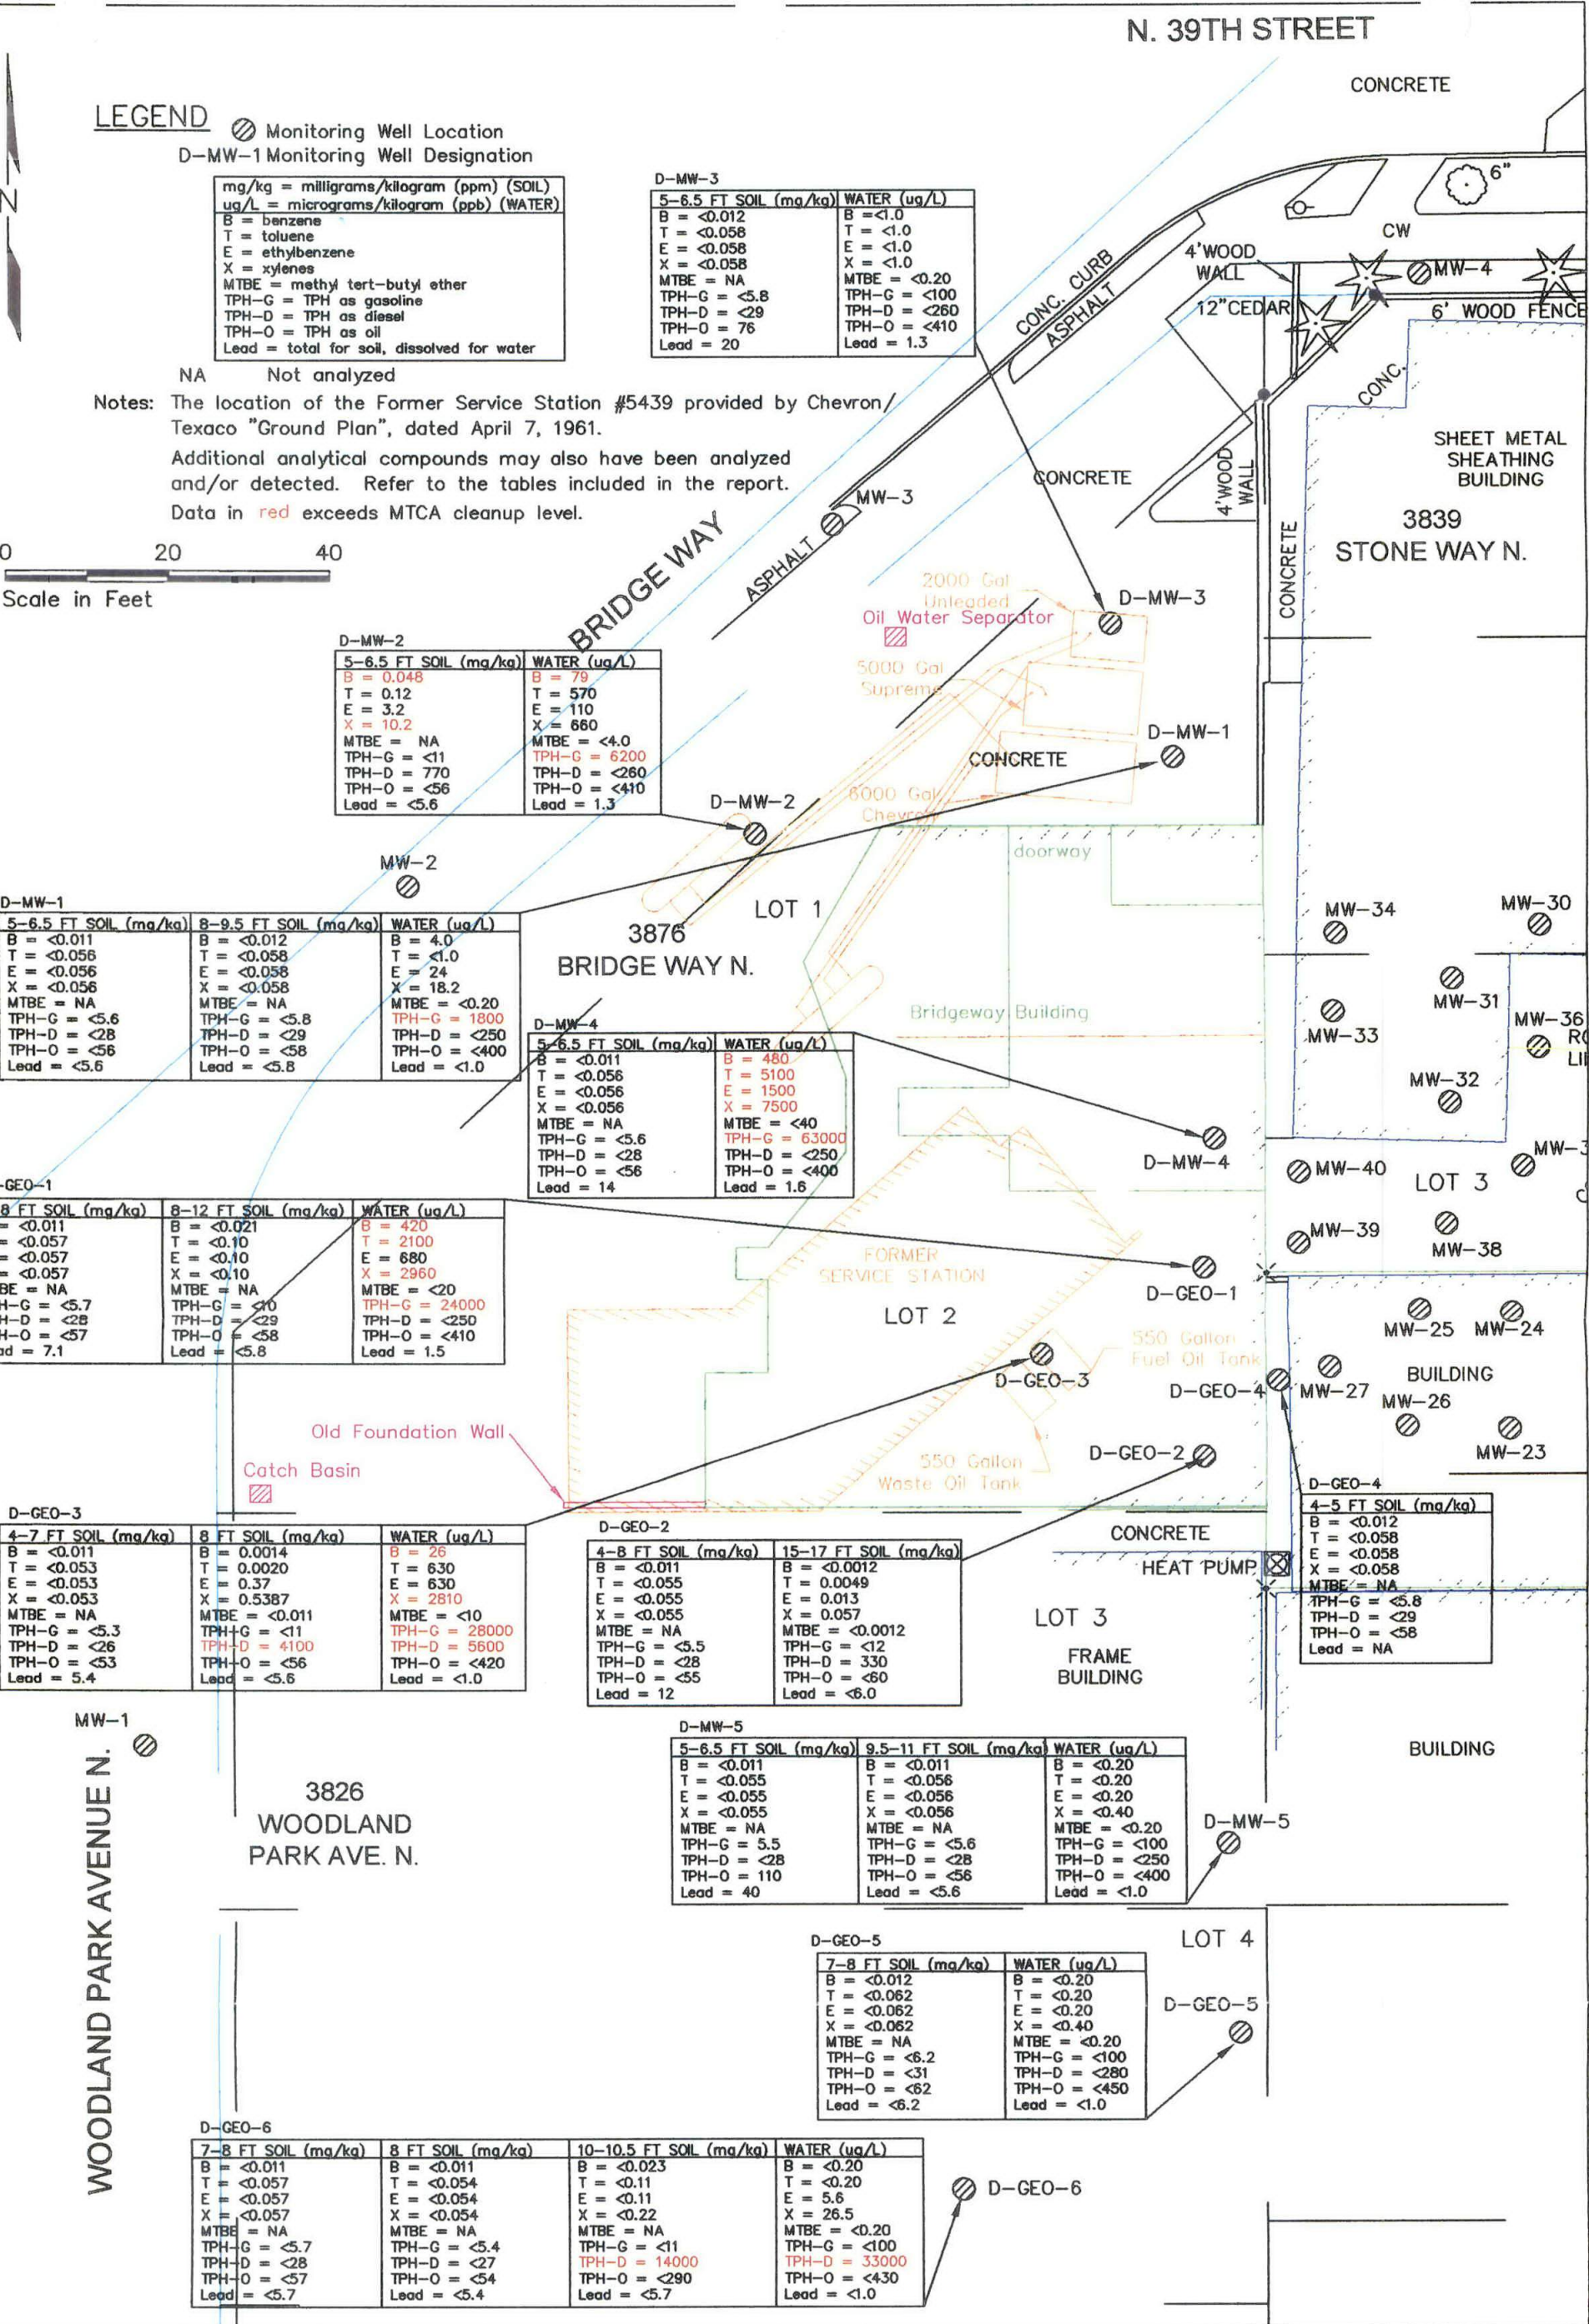 N. 39TH STREET
CONCRETE
LEGEND
Monitoring Well Location
D-MW-1 Monitoring Well Designation
mg/kg = milligrams/kilogram (ppm) (SOIL)
ug/L = micrograms/kilogram (ppb) (WATER)
B = benzene
T = toluene
E = ethylbenzene
X = xylenes
MTBE = methyl tert-butyl ether
TPH-G = TPH as gasoline
TPH-D = TPH as diesel
TPH-O = TPH as oil
Lead = total for soil, dissolved for water
NA Not analyzed
Notes: The location of the Former Service Station #5439 provided by Chevron/
Texaco "Ground Plan", dated April 7, 1961.
Additional analytical compounds may also have been analyzed
and/or detected. Refer to the tables included in the report.
Data in red exceeds MTCA cleanup level.
N
0 20 40
Scale in Feet
D-MW-3
5-6.5 FT SOIL (mg/kg) WATER (ug/L)
B = <0.012 B =<1.0
T = <0.058 T = <1.0
E = <0.058 E = <1.0
X = <0.058 X = <1.0
MTBE = NA MTBE = <0.20
TPH-G = <5.8 TPH-G = <100
TPH-D = <29 TPH-D = <260
TPH-O = 76 TPH-O = <410
Lead = 20 Lead = 1.3
6"
CW
4'WOOD
WALL
MW-4
12"CEDAR
6' WOOD FENCE
CONC. CURB
ASPHALT
CONC.
SHEET METAL
SHEATHING
BUILDING
3839
STONE WAY N.
CONCRETE
4'WOOD
WALL
CONCRETE
MW-3
ASPHALT
BRIDGE WAY
2000 Gal
Unleaded
Oil Water Separator
D-MW-3
5000 Gal
Supreme
D-MW-1
CONCRETE
6000 Gal
Chevron
D-MW-2
5-6.5 FT SOIL (mg/kg) WATER (ug/L)
B = 0.048 B = 79
T = 0.12 T = 570
E = 3.2 E = 110
X = 10.2 X = 660
MTBE = NA MTBE = <4.0
TPH-G = <11 TPH-G = 6200
TPH-D = 770 TPH-D = <260
TPH-O = <56 TPH-O = <410
Lead = <5.6 Lead = 1.3
D-MW-2
MW-2
doorway
LOT 1
3876
BRIDGE WAY N.
Bridgeway Building
D-MW-1
5-6.5 FT SOIL (mg/kg) 8-9.5 FT SOIL (mg/kg) WATER (ug/L)
B = <0.011 B = <0.012 B = 4.0
T = <0.056 T = <0.058 T = <1.0
E = <0.056 E = <0.058 E = 24
X = <0.056 X = <0.058 X = 18.2
MTBE = NA MTBE = NA MTBE = <0.20
TPH-G = <5.6 TPH-G = <5.8 TPH-G = 1800
TPH-D = <28 TPH-D = <29 TPH-D = <250
TPH-O = <56 TPH-O = <58 TPH-O = <400
Lead = <5.6 Lead = <5.8 Lead = <1.0
MW-34
MW-30
MW-31
MW-33
MW-36
MW-32
D-MW-4
5-6.5 FT SOIL (mg/kg) WATER (ug/L)
B = <0.011 B = 480
T = <0.056 T = 5100
E = <0.056 E = 1500
X = <0.056 X = 7500
MTBE = NA MTBE = <40
TPH-G = <5.6 TPH-G = 63000
TPH-D = <28 TPH-D = <250
TPH-O = <56 TPH-O = <400
Lead = 14 Lead = 1.6
D-MW-4
MW-40
LOT 3
MW-39
MW-38
-GEO-1
8 FT SOIL (mg/kg) 8-12 FT SOIL (mg/kg) WATER (ug/L)
= <0.011 B = <0.021 B = 420
= <0.057 T = <0.10 T = 2100
= <0.057 E = <0.10 E = 680
= <0.057 X = <0.10 X = 2960
BE = NA MTBE = NA MTBE = <20
H-G = <5.7 TPH-G = <10 TPH-G = 24000
H-D = <28 TPH-D = <29 TPH-D = <250
H-O = <57 TPH-O = <58 TPH-O = <410
ad = 7.1 Lead = <5.8 Lead = 1.5
FORMER
SERVICE STATION
D-GEO-1
LOT 2
550 Gallon
Fuel Oil Tank
D-GEO-3
D-GEO-4
MW-25 MW-24
BUILDING
MW-27
MW-26
MW-23
D-GEO-2
550 Gallon
Waste Oil Tank
Old Foundation Wall
Catch Basin
D-GEO-3
4-7 FT SOIL (mg/kg) 8 FT SOIL (mg/kg) WATER (ug/L)
B = <0.011 B = 0.0014 B = 26
T = <0.053 T = 0.0020 T = 630
E = <0.053 E = 0.37 E = 630
X = <0.053 X = 0.5387 X = 2810
MTBE = NA MTBE = <0.011 MTBE = <10
TPH-G = <5.3 TPH-G = <11 TPH-G = 28000
TPH-D = <26 TPH-D = 4100 TPH-D = 5600
TPH-O = <53 TPH-O = <56 TPH-O = <420
Lead = 5.4 Lead = <5.6 Lead = <1.0
D-GEO-2
4-8 FT SOIL (mg/kg) 15-17 FT SOIL (mg/kg)
B = <0.011 B = <0.0012
T = <0.055 T = 0.0049
E = <0.055 E = 0.013
X = <0.055 X = 0.057
MTBE = NA MTBE = <0.0012
TPH-G = <5.5 TPH-G = <12
TPH-D = <28 TPH-D = 330
TPH-O = <55 TPH-O = <60
Lead = 12 Lead = <6.0
CONCRETE
HEAT PUMP
D-GEO-4
4-5 FT SOIL (mg/kg)
B = <0.012
T = <0.058
E = <0.058
X = <0.058
MTBE = NA
TPH-G = <5.8
TPH-D = <29
TPH-O = <58
Lead = NA
LOT 3
FRAME
BUILDING
MW-1
WOODLAND PARK AVENUE N.
3826
WOODLAND
PARK AVE. N.
D-MW-5
5-6.5 FT SOIL (mg/kg) 9.5-11 FT SOIL (mg/kg) WATER (ug/L)
B = <0.011 B = <0.011 B = <0.20
T = <0.055 T = <0.056 T = <0.20
E = <0.055 E = <0.056 E = <0.20
X = <0.055 X = <0.056 X = <0.40
MTBE = NA MTBE = NA MTBE = <0.20
TPH-G = 5.5 TPH-G = <5.6 TPH-G = <100
TPH-D = <28 TPH-D = <28 TPH-D = <250
TPH-O = 110 TPH-O = <56 TPH-O = <400
Lead = 40 Lead = <5.6 Lead = <1.0
D-MW-5
BUILDING
LOT 4
D-GEO-5
7-8 FT SOIL (mg/kg) WATER (ug/L)
B = <0.012 B = <0.20
T = <0.062 T = <0.20
E = <0.062 E = <0.20
X = <0.062 X = <0.40
MTBE = NA MTBE = <0.20
TPH-G = <6.2 TPH-G = <100
TPH-D = <31 TPH-D = <280
TPH-O = <62 TPH-O = <450
Lead = <6.2 Lead = <1.0
D-GEO-5
D-GEO-6
7-8 FT SOIL (mg/kg) 8 FT SOIL (mg/kg) 10-10.5 FT SOIL (mg/kg) WATER (ug/L)
B = <0.011 B = <0.011 B = <0.023 B = <0.20
T = <0.057 T = <0.054 T = <0.11 T = <0.20
E = <0.057 E = <0.054 E = <0.11 E = 5.6
X = <0.057 X = <0.054 X = <0.22 X = 26.5
MTBE = NA MTBE = NA MTBE = NA MTBE = <0.20
TPH-G = <5.7 TPH-G = <5.4 TPH-G = <11 TPH-G = <100
TPH-D = <28 TPH-D = <27 TPH-D = 14000 TPH-D = 33000
TPH-O = <57 TPH-O = <54 TPH-O = <290 TPH-O = <430
Lead = <5.7 Lead = <5.4 Lead = <5.7 Lead = <1.0
D-GEO-6